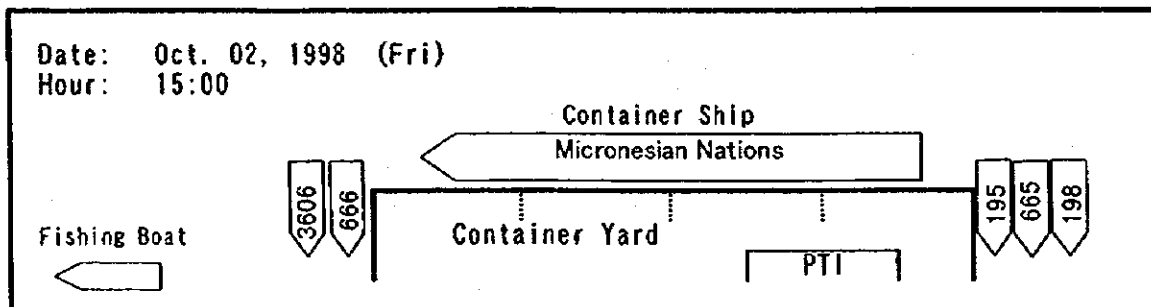 Date: Oct. 02, 1998 (Fri)
Hour: 15:00
Container Ship
Micronesian Nations
3606
666
195
665
198
Fishing Boat
Container Yard
PTI